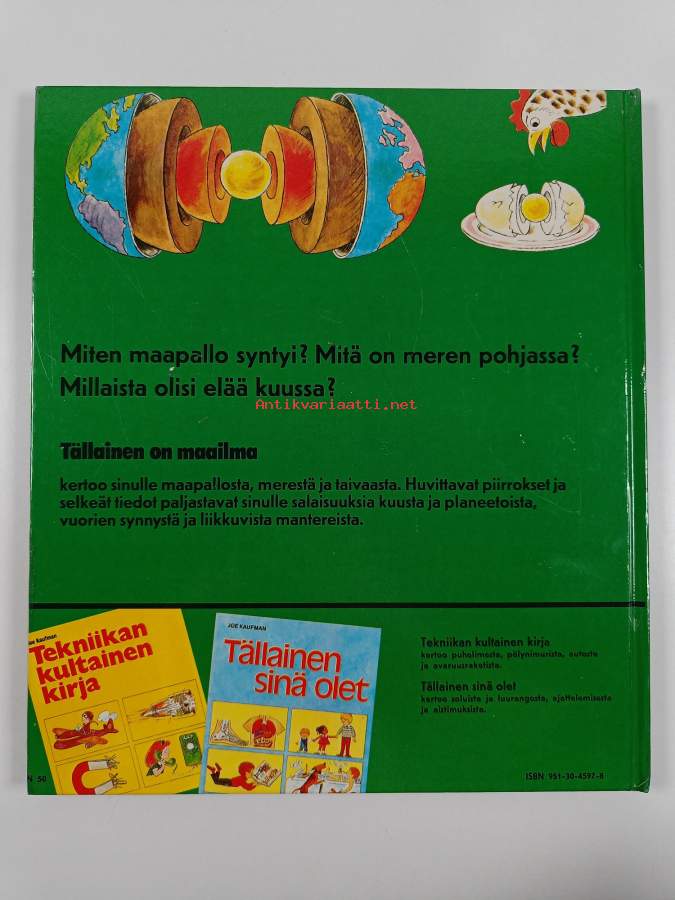 Miten maapallo syntyi? Mitä on meren pohjassa?
Millaista olisi elää kuussa?
Antikvariaatti.net
Tällainen on maailma
kertoo sinulle maapallosta, merestä ja taivaasta. Huvittavat piirrokset ja
selkeät tiedot paljastavat sinulle salaisuuksia kuusta ja planeetoista,
vuorien synnystä ja liikkuvista mantereista.
Joe Kaufman
Tekniikan
kultainen
kirja
JOE KAUFMAN
Tällainen
sinä olet
Tekniikan kultainen kirja
kertoo puhelimesta, pölynimurista, autosta
ja avaruusraketista.
Tällainen sinä olet
kertoo soluista ja luurangosta, ajattelemisesta
ja aistimuksista.
N 50
ISBN 951-30-4597-8